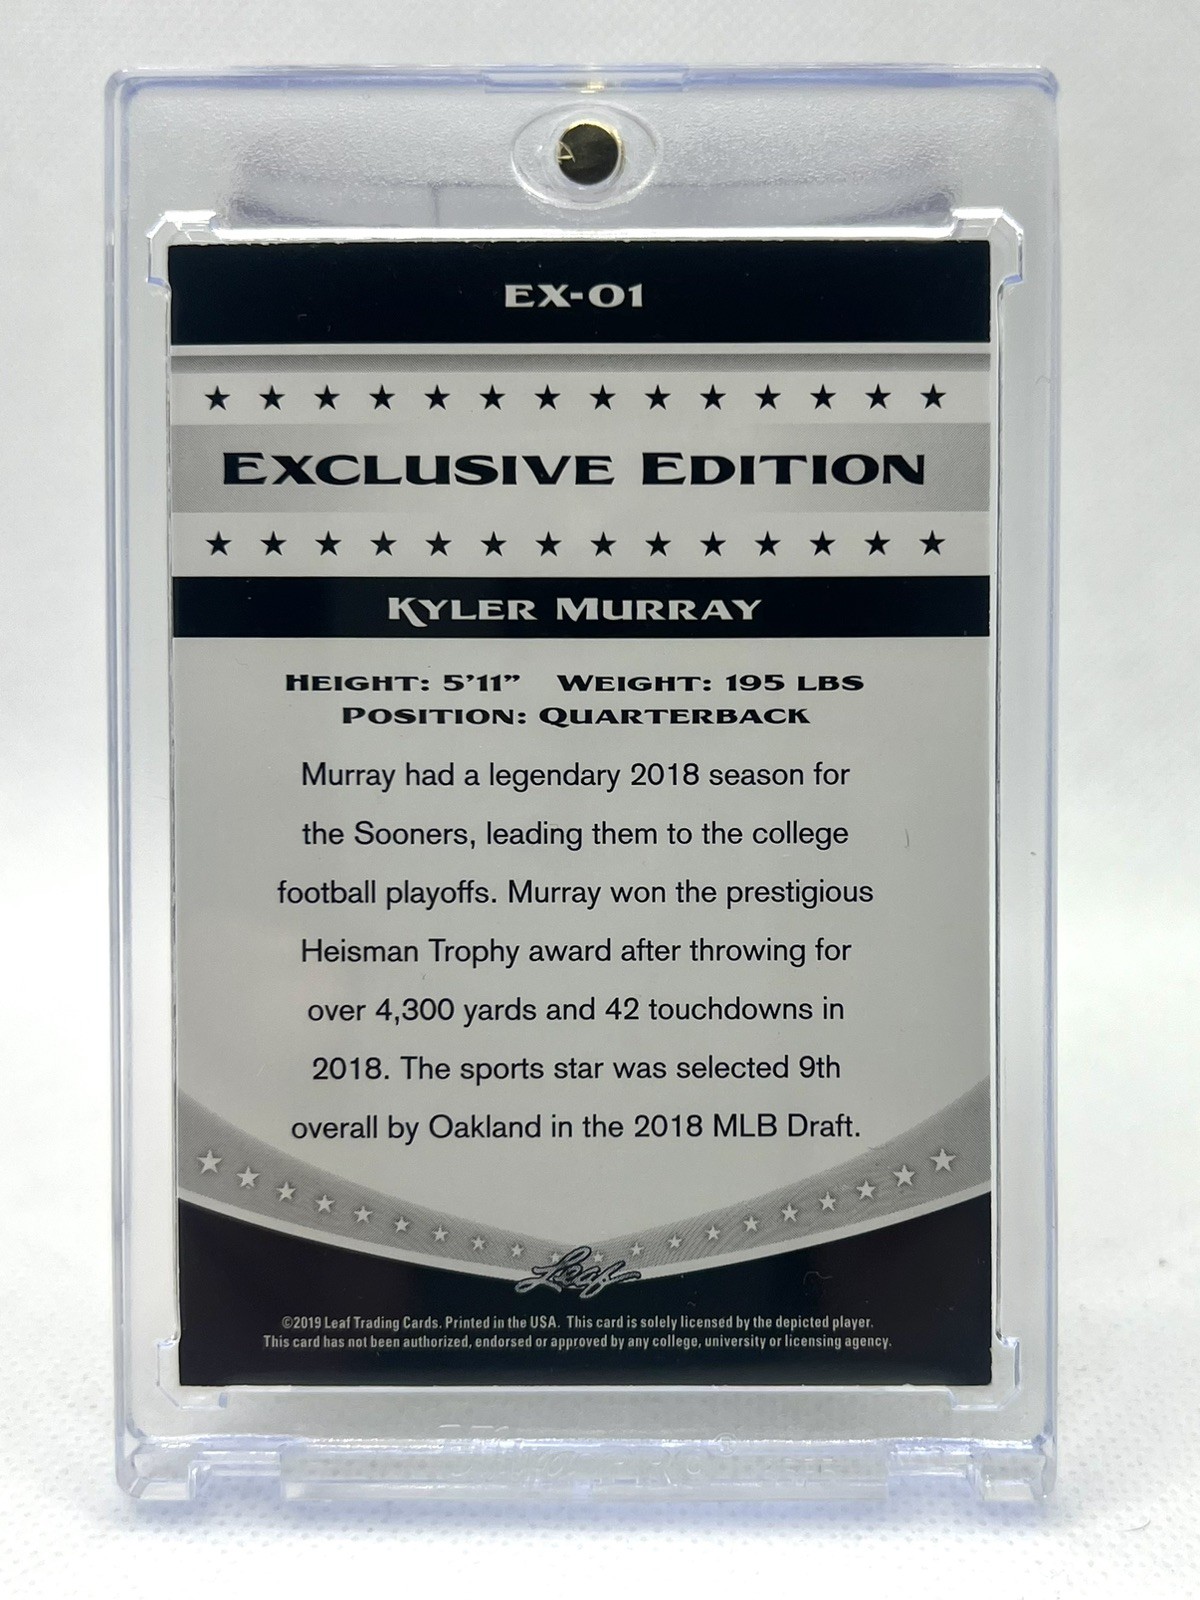 EX-01
EXCLUSIVE EDITION
KYLER MURRAY
HEIGHT: 5'11” WEIGHT: 195 LBS
POSITION: QUARTERBACK
Murray had a legendary 2018 season for
the Sooners, leading them to the college
football playoffs. Murray won the prestigious
Heisman Trophy award after throwing for
over 4,300 yards and 42 touchdowns in
2018. The sports star was selected 9th
overall by Oakland in the 2018 MLB Draft.
Leaf
©2019 Leaf Trading Cards. Printed in the USA. This card is solely licensed by the depicted player.
This card has not been authorized, endorsed or approved by any college, university or licensing agency.